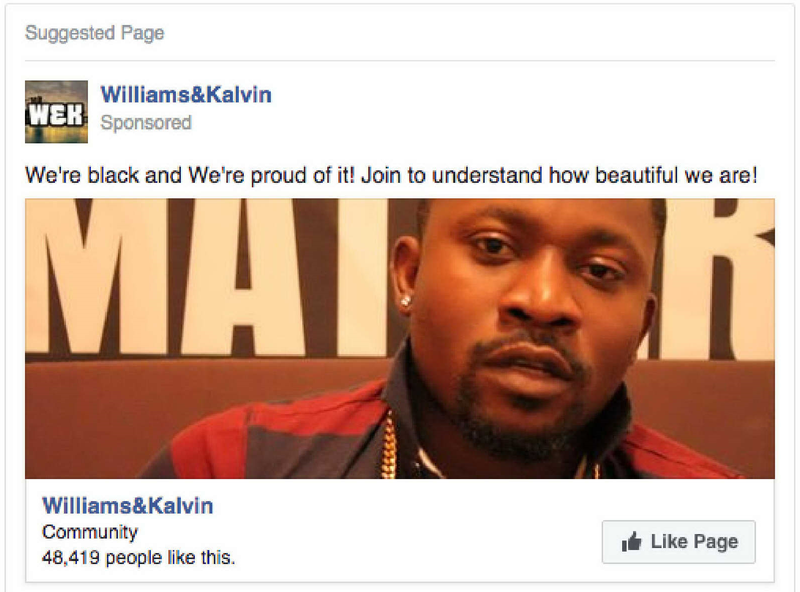 Suggested Page
Williams&Kalvin
WEK
Sponsored
We're black and We're proud of it! Join to understand how beautiful we are!
MAT R
Williams&Kalvin
Community
48,419 people like this.
Like Page